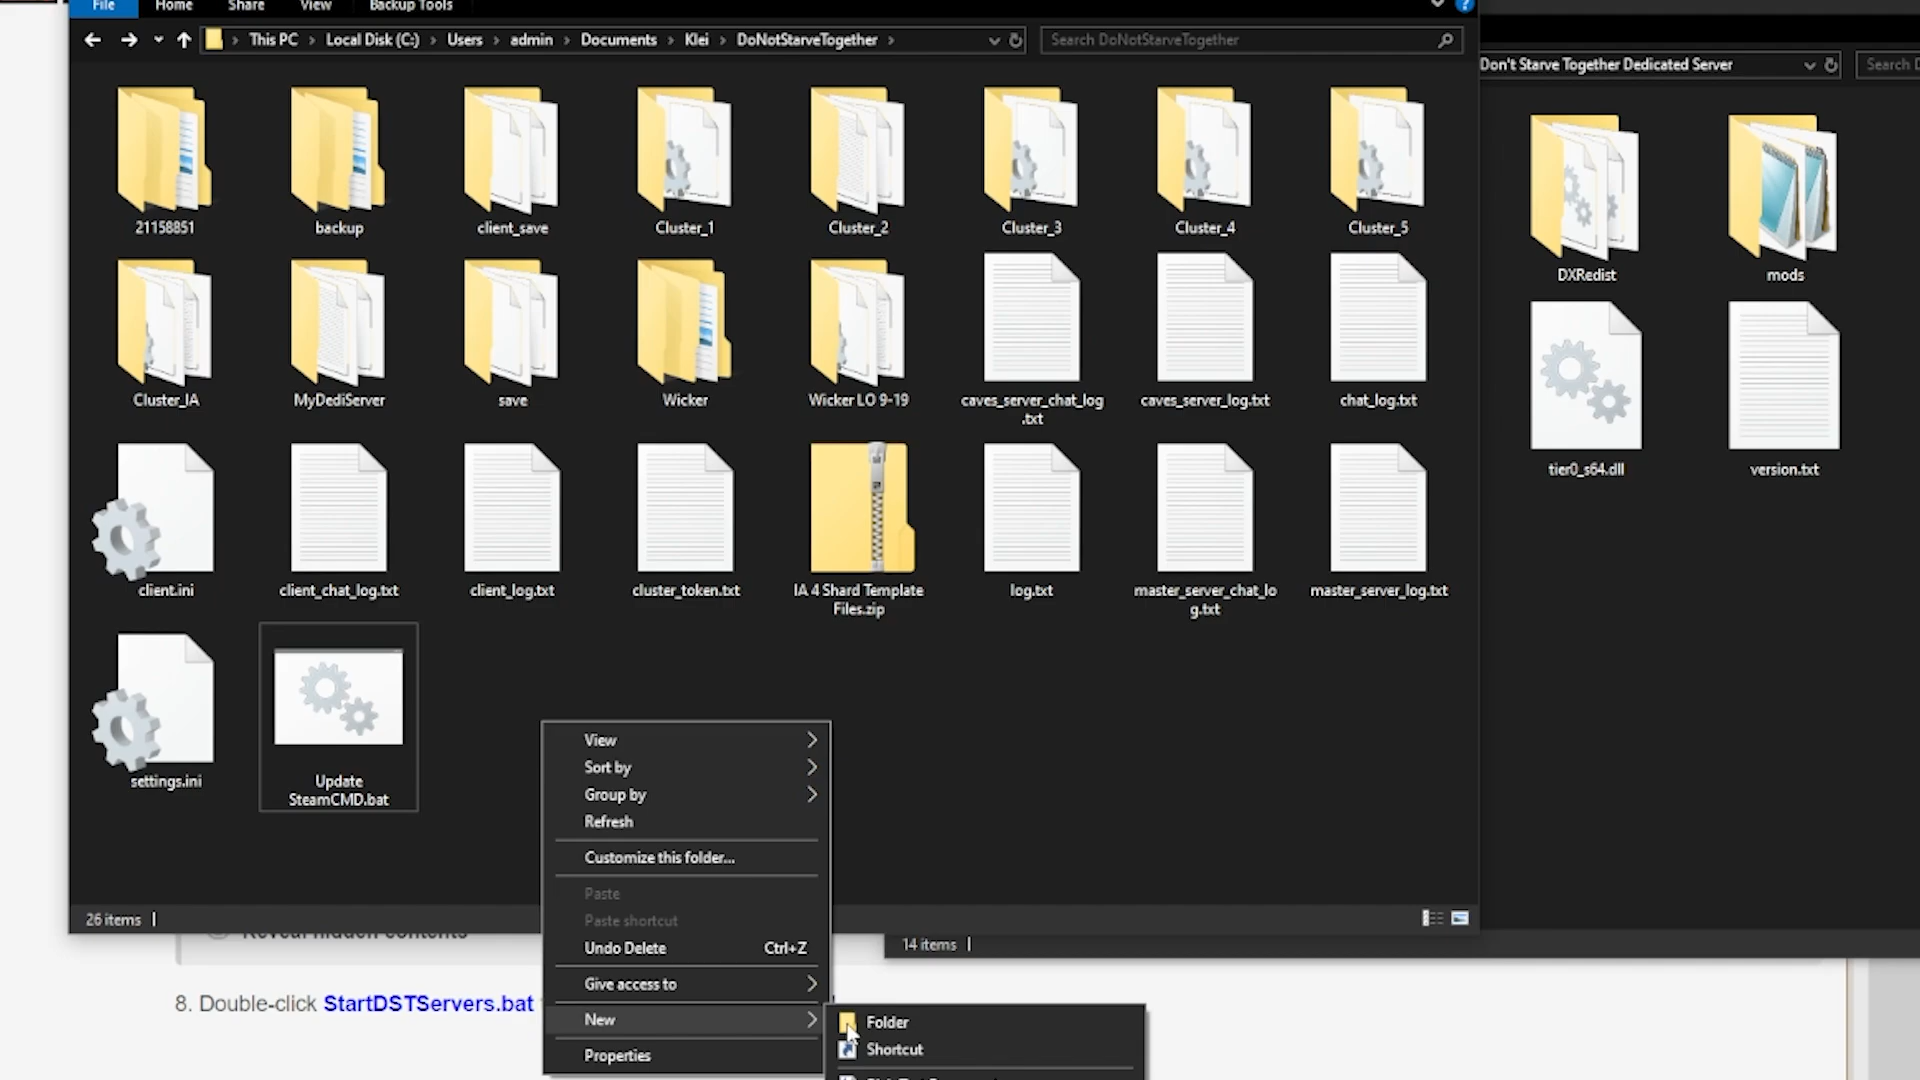 File Home Share View Backup Tools
This PC Local Disk (C:) Users admin Documents Klei DoNotStarveTogether
Search DoNotStarveTogether
Don't Starve Together Dedicated Server
Search D
21158851
backup
client_save
Cluster_1
Cluster_2
Cluster_3
Cluster_4
Cluster_5
DXRedist
mods
Cluster_IA
MyDediServer
save
Wicker
Wicker LO 9-19
caves_server_chat_log
.txt
caves_server_log.txt
chat_log.txt
tier0_s64.dll
version.txt
client.ini
client_chat_log.txt
client_log.txt
cluster_token.txt
IA 4 Shard Template
Files.zip
log.txt
master_server_chat_lo
g.txt
master_server_log.txt
settings.ini
Update
SteamCMD.bat
View
Sort by
Group by
Refresh
Customize this folder...
Paste
Paste shortcut
Undo Delete Ctrl+Z
Give access to
New
Properties
Folder
Shortcut
26 items
14 items
Reveal hidden contents
8. Double-click StartDSTServers.bat